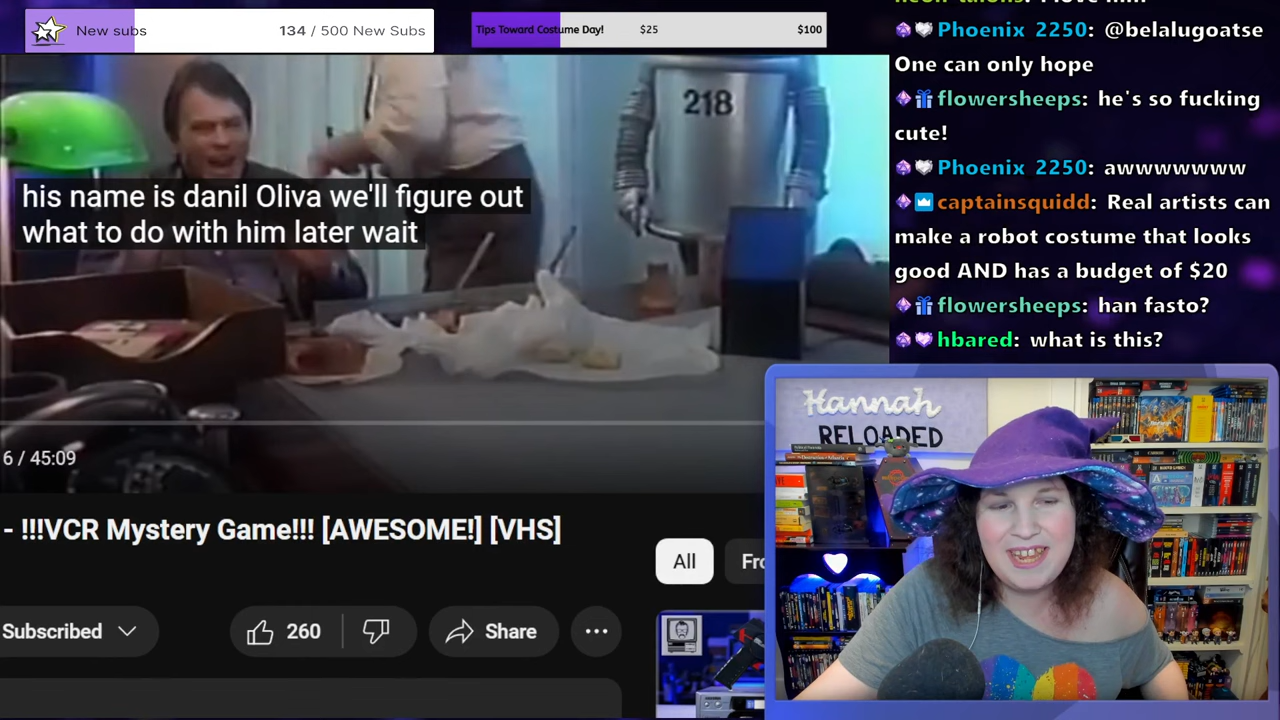 New subs
134 / 500 New Subs
Tips Toward Costume Day!
$25
$100
218
his name is danil Oliva we'll figure out
what to do with him later wait
6 / 45:09
- !!!VCR Mystery Game!!! [AWESOME!] [VHS]
All
Subscribed
260
Share
Phoenix 2250: @belalugoatse
One can only hope
flowersheeps: he's so fucking
cute!
Phoenix 2250: awwwwwww
captainsquidd: Real artists can
make a robot costume that looks
good AND has a budget of $20
flowersheeps: han fasto?
hbared: what is this?
Hannah
RELOADED